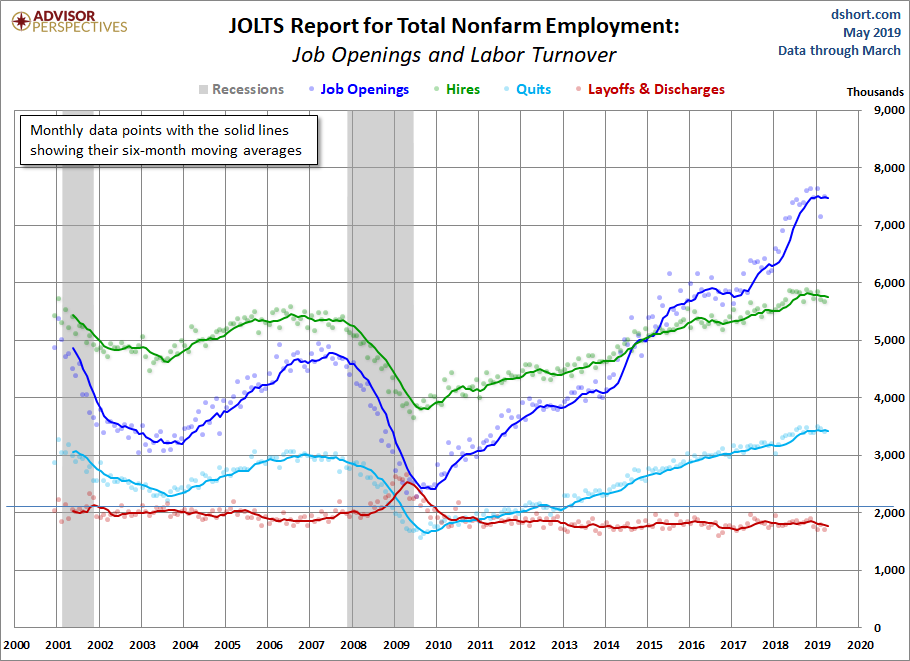 ADVISOR
PERSPECTIVES
JOLTS Report for Total Nonfarm Employment:
Job Openings and Labor Turnover
dshort.com
May 2019
Data through March
Recessions Job Openings Hires Quits Layoffs & Discharges
Thousands
Monthly data points with the solid lines
showing their six-month moving averages
9,000
8,000
7,000
6,000
5,000
4,000
3,000
2,000
1,000
0
2000 2001 2002 2003 2004 2005 2006 2007 2008 2009 2010 2011 2012 2013 2014 2015 2016 2017 2018 2019 2020